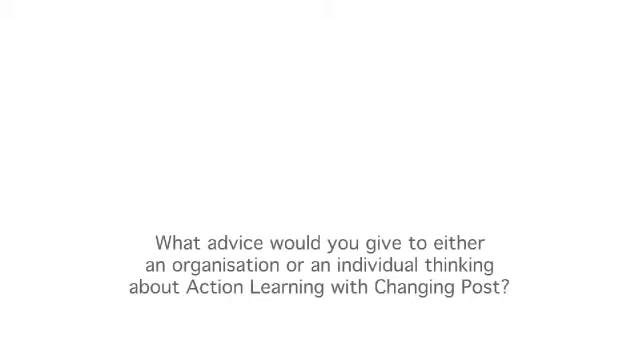 What advice would you give to either
an organisation or an individual thinking
about Action Learning with Changing Post?